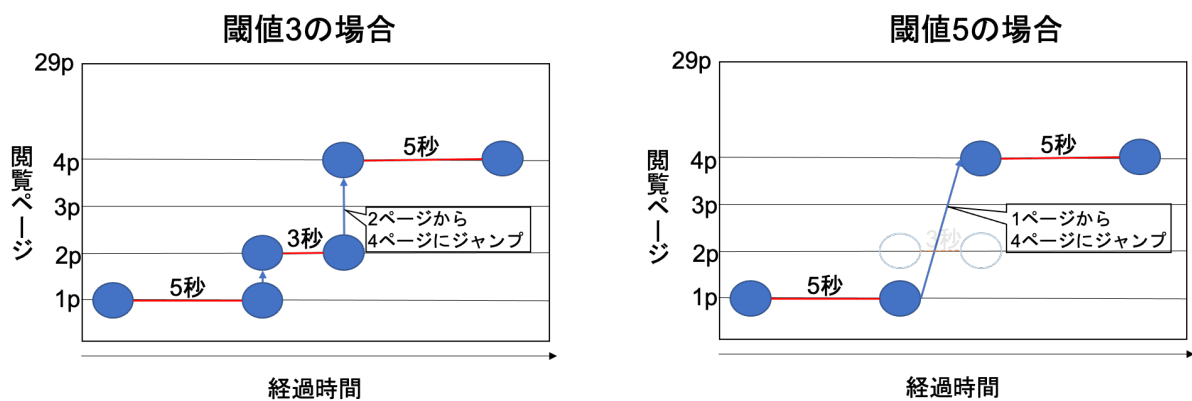 閾値3の場合
29p
4p
3p
2p
1p
閲覧ページ
5秒
3秒
5秒
2ページから
4ページにジャンプ
経過時間
閾値5の場合
29p
4p
3p
2p
1p
閲覧ページ
5秒
3秒
5秒
1ページから
4ページにジャンプ
経過時間